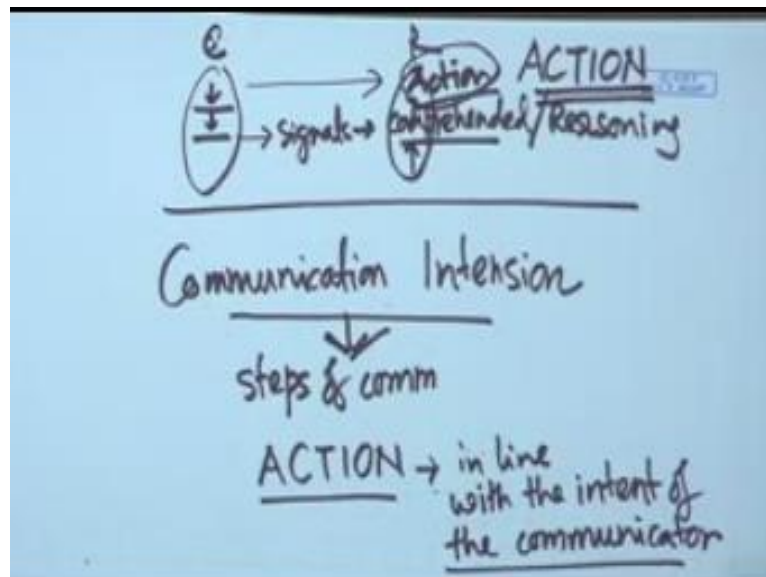 C R
action ACTION
→ signals → comprehended/Reasoning
Communication Intension
steps of comm
ACTION → in line
with the intent of
the communicator